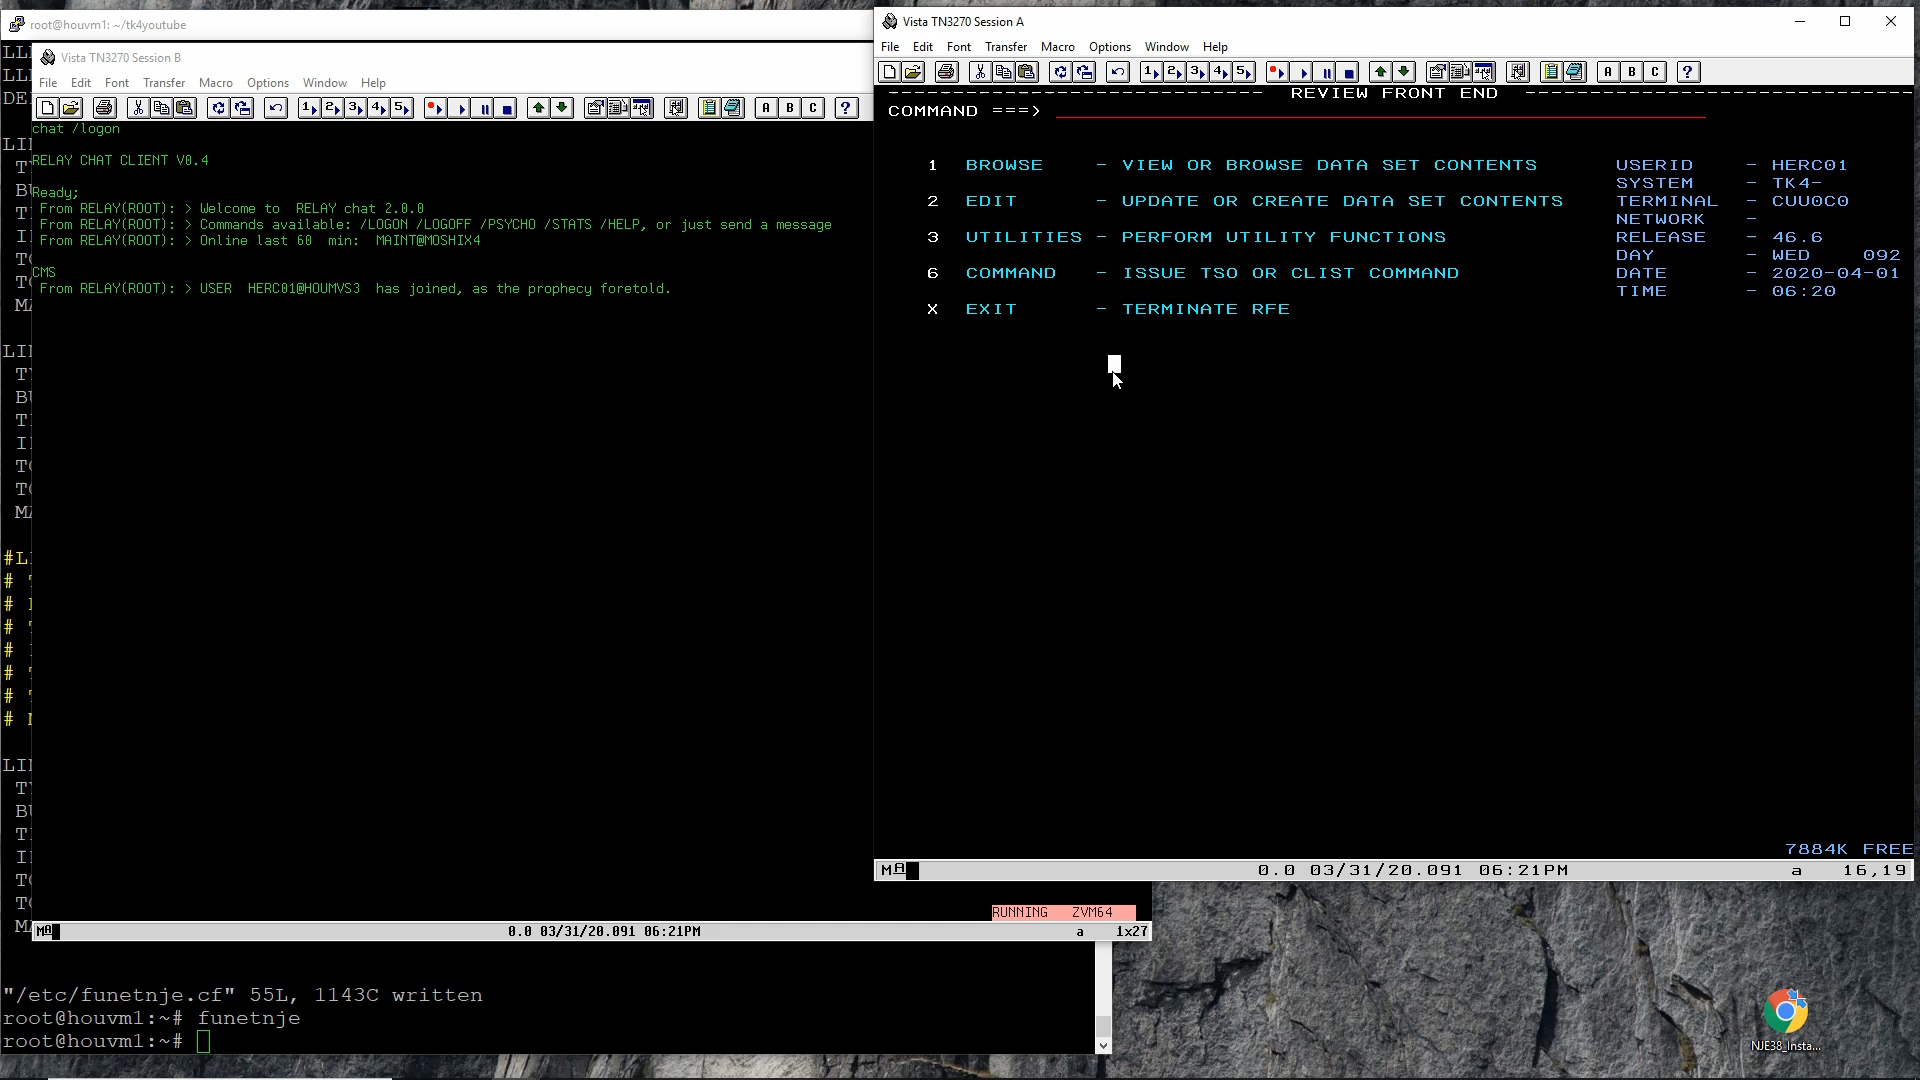 root@houvm1: ~/tk4youtube
Vista TN3270 Session B
File Edit Font Transfer Macro Options Window Help
A B C ?
chat /logon
RELAY CHAT CLIENT V0.4
Ready;
From RELAY(ROOT): > Welcome to  RELAY chat 2.0.0
From RELAY(ROOT): > Commands available: /LOGON /LOGOFF /PSYCHO /STATS /HELP, or just send a message
From RELAY(ROOT): > Online last 60  min:  MAINT@MOSHIX4
CMS
From RELAY(ROOT): > USER  HERC01@HOUMVS3  has joined, as the prophecy foretold.
RUNNING   ZVM64
MA 0.0 03/31/20.091 06:21PM a 1x27
Vista TN3270 Session A
File Edit Font Transfer Macro Options Window Help
A B C ?
REVIEW FRONT END
COMMAND ===>
1 BROWSE - VIEW OR BROWSE DATA SET CONTENTS USERID - HERC01
SYSTEM - TK4-
2 EDIT - UPDATE OR CREATE DATA SET CONTENTS TERMINAL - CUU0C0
NETWORK -
3 UTILITIES - PERFORM UTILITY FUNCTIONS RELEASE - 46.6
DAY - WED 092
6 COMMAND - ISSUE TSO OR CLIST COMMAND DATE - 2020-04-01
TIME - 06:20
X EXIT - TERMINATE RFE
7884K FREE
MA 0.0 03/31/20.091 06:21PM a 16,19
"/etc/funetnje.cf" 55L, 1143C written
root@houvm1:~# funetnje
root@houvm1:~#
NJE38_Insta...